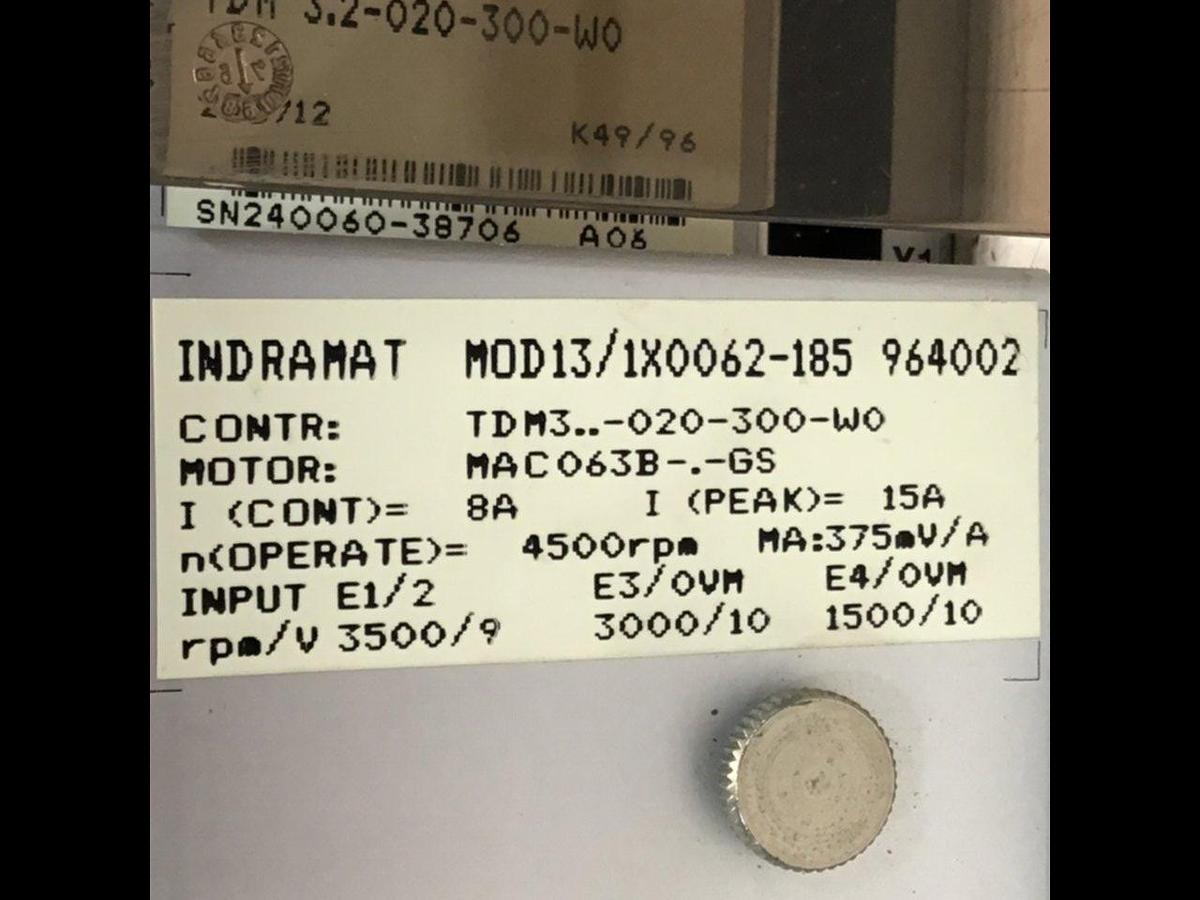 TDM 3.2-020-300-W0
/12
K49/96
SN240060-38706 A06
INDRAMAT MOD13/1X0062-185 964002
CONTR: TDM3..-020-300-W0
MOTOR: MAC063B-.-GS
I (CONT)= 8A I (PEAK)= 15A
n(OPERATE)= 4500rpm MA:375mV/A
INPUT E1/2 E3/0VM E4/0VM
rpm/V 3500/9 3000/10 1500/10